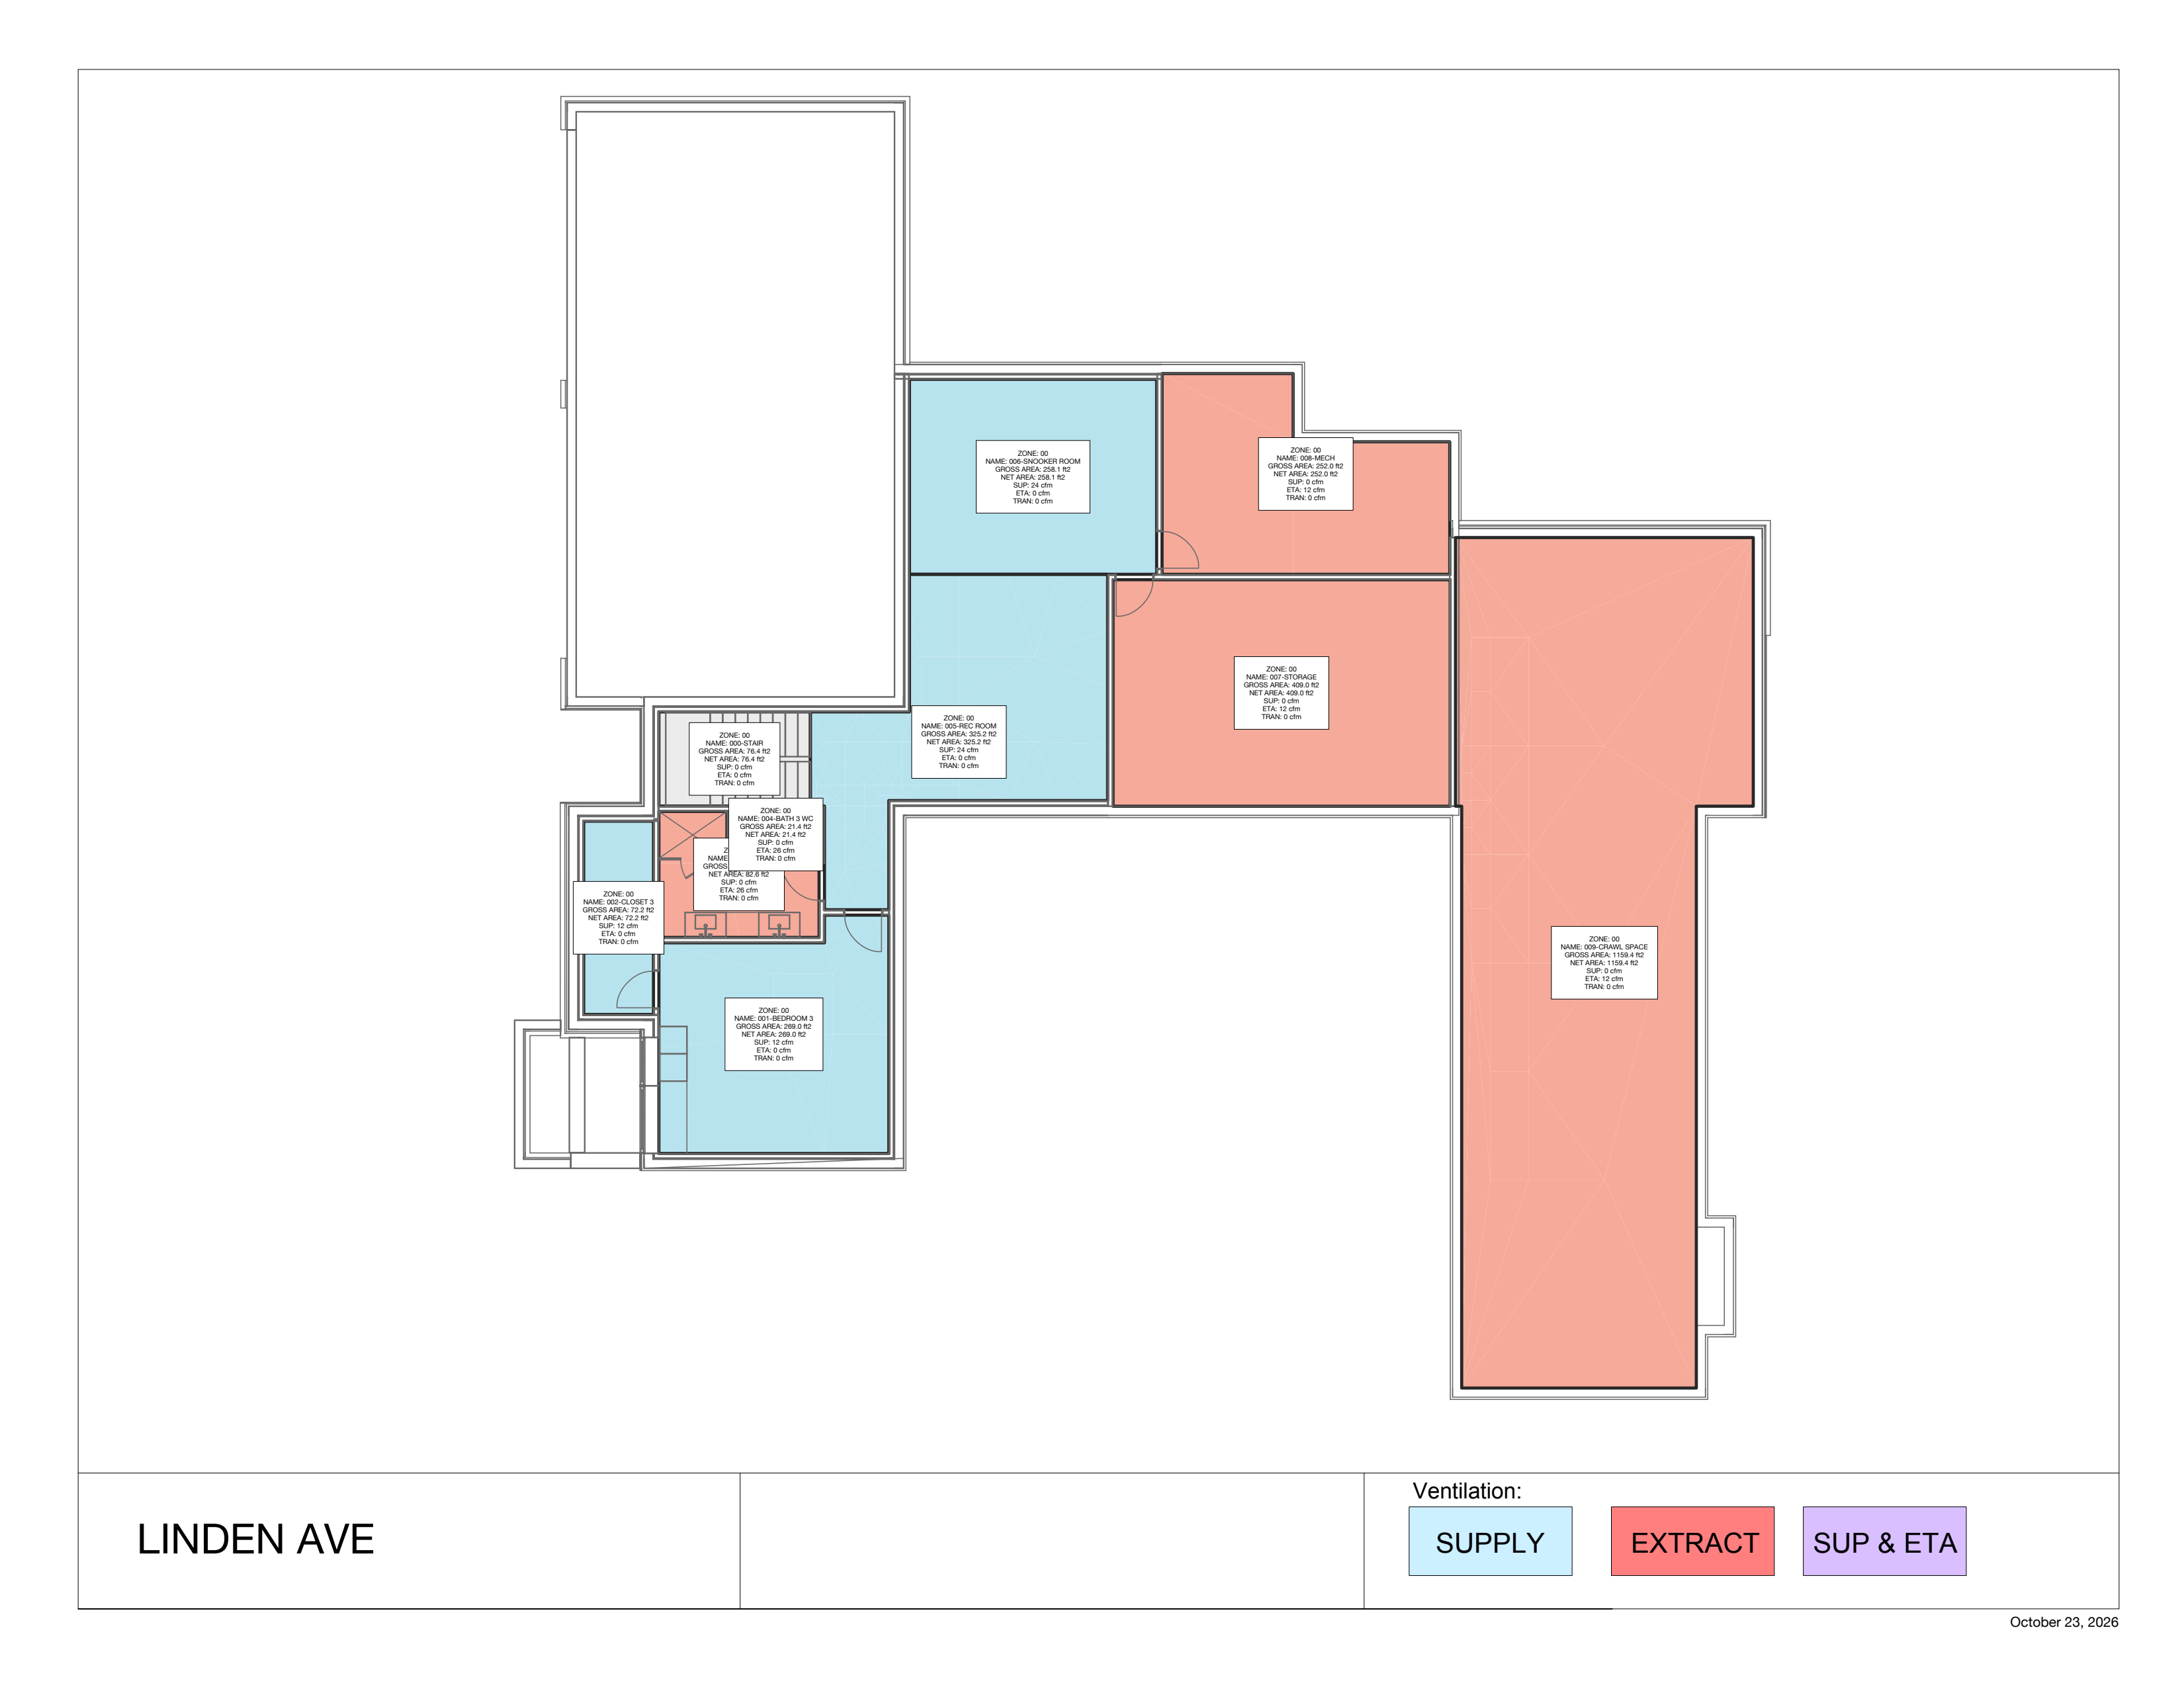 ZONE: 00
NAME: 006-SNOOKER ROOM
GROSS AREA: 258.1 ft2
NET AREA: 258.1 ft2
SUP: 24 cfm
ETA: 0 cfm
TRAN: 0 cfm
ZONE: 00
NAME: 008-MECH
GROSS AREA: 252.0 ft2
NET AREA: 252.0 ft2
SUP: 0 cfm
ETA: 12 cfm
TRAN: 0 cfm
ZONE: 00
NAME: 007-STORAGE
GROSS AREA: 409.0 ft2
NET AREA: 409.0 ft2
SUP: 0 cfm
ETA: 12 cfm
TRAN: 0 cfm
ZONE: 00
NAME: 005-REC ROOM
GROSS AREA: 325.2 ft2
NET AREA: 325.2 ft2
SUP: 24 cfm
ETA: 0 cfm
TRAN: 0 cfm
ZONE: 00
NAME: 000-STAIR
GROSS AREA: 76.4 ft2
NET AREA: 76.4 ft2
SUP: 0 cfm
ETA: 0 cfm
TRAN: 0 cfm
ZONE: 00
NAME: 004-BATH 3 WC
GROSS AREA: 21.4 ft2
NET AREA: 21.4 ft2
SUP: 0 cfm
ETA: 26 cfm
TRAN: 0 cfm
NAME
GROSS
NET AREA: 82.6 ft2
SUP: 0 cfm
ETA: 26 cfm
TRAN: 0 cfm
ZONE: 00
NAME: 002-CLOSET 3
GROSS AREA: 72.2 ft2
NET AREA: 72.2 ft2
SUP: 12 cfm
ETA: 0 cfm
TRAN: 0 cfm
ZONE: 00
NAME: 001-BEDROOM 3
GROSS AREA: 269.0 ft2
NET AREA: 269.0 ft2
SUP: 12 cfm
ETA: 0 cfm
TRAN: 0 cfm
ZONE: 00
NAME: 009-CRAWL SPACE
GROSS AREA: 1159.4 ft2
NET AREA: 1159.4 ft2
SUP: 0 cfm
ETA: 12 cfm
TRAN: 0 cfm
LINDEN AVE
Ventilation:
SUPPLY
EXTRACT
SUP & ETA
October 23, 2026